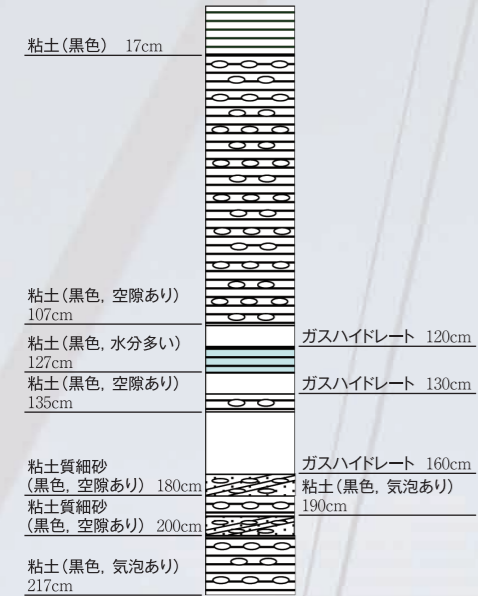 粘土（黒色） 17cm
粘土（黒色，空隙あり）
107cm
ガスハイドレート 120cm
粘土（黒色，水分多い）
127cm
ガスハイドレート 130cm
粘土（黒色，空隙あり）
135cm
ガスハイドレート 160cm
粘土質細砂
（黒色，空隙あり） 180cm
粘土（黒色，気泡あり）
190cm
粘土質細砂
（黒色，空隙あり） 200cm
粘土（黒色，気泡あり）
217cm